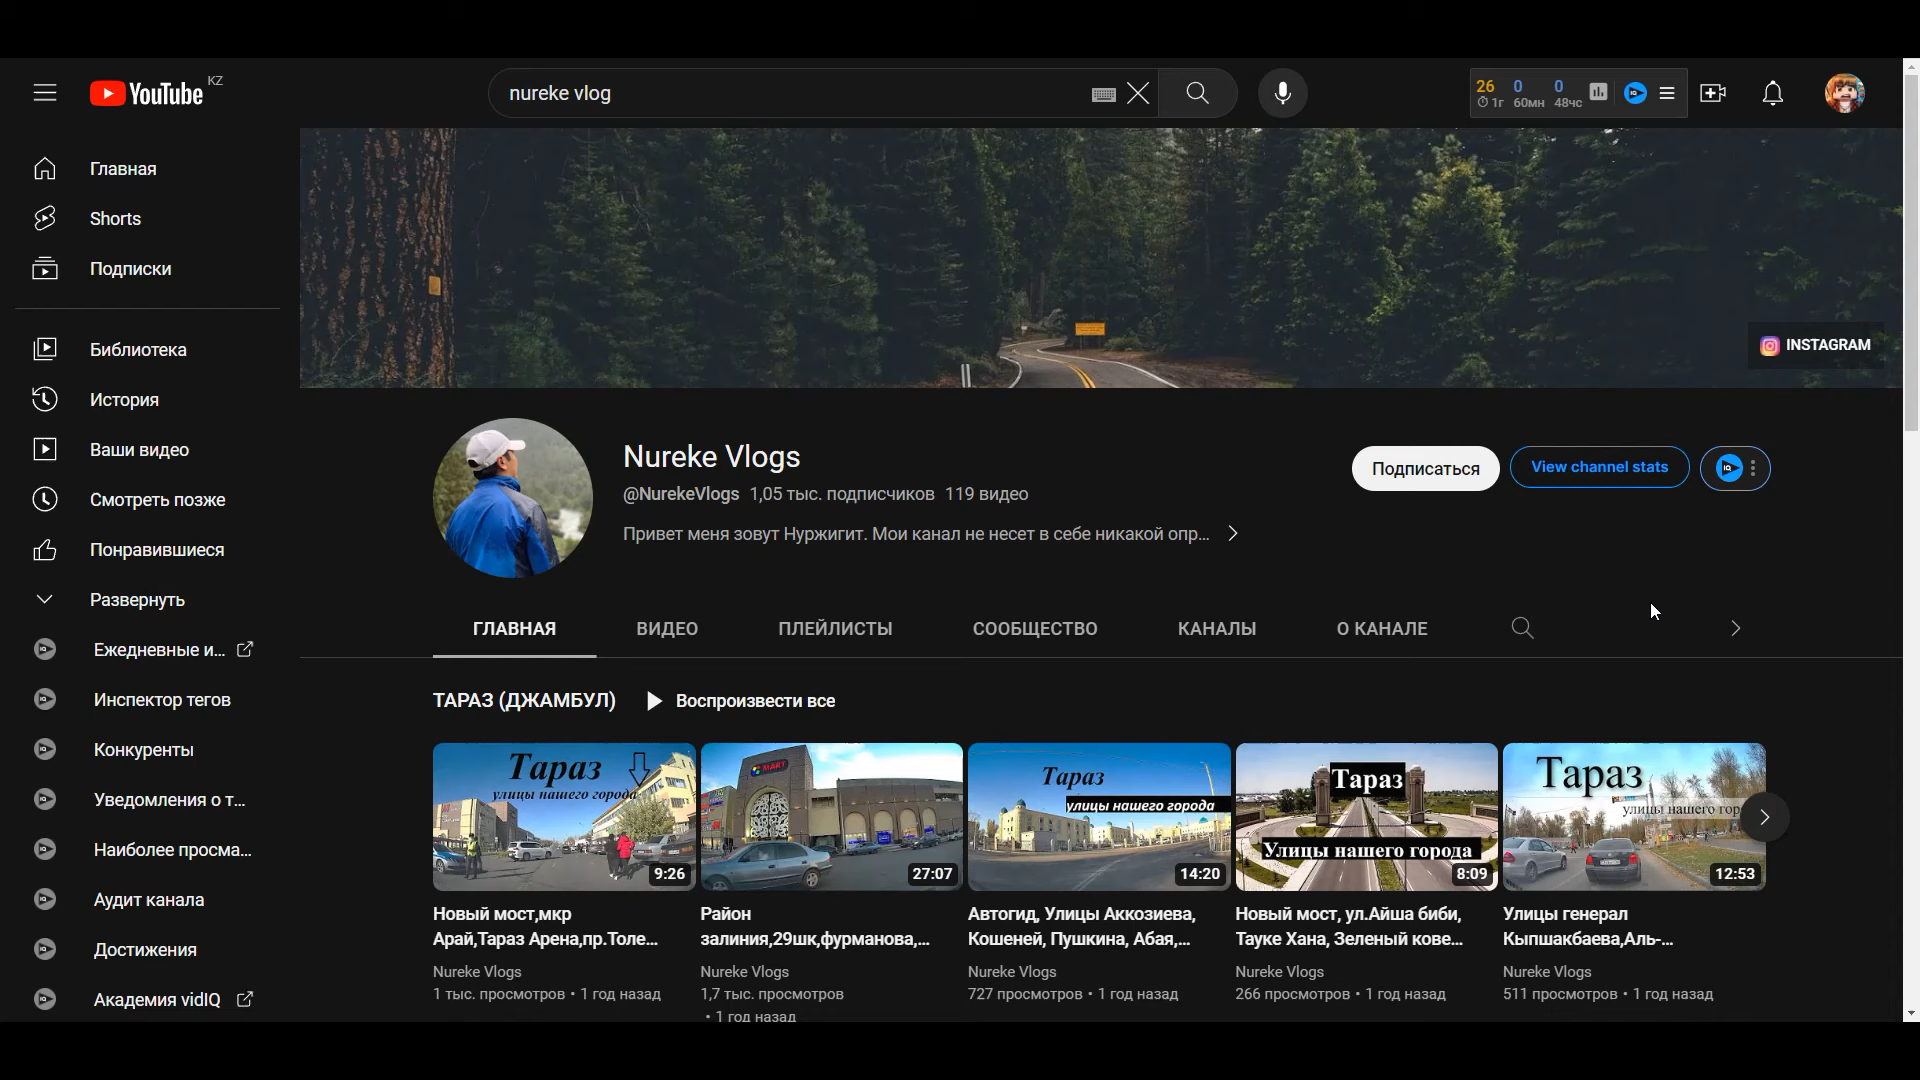 YouTube KZ
nureke vlog
26 0 0
1г 60мн 48чс
Главная
Shorts
Подписки
Библиотека
История
Ваши видео
Смотреть позже
Понравившиеся
Развернуть
Ежедневные и...
Инспектор тегов
Конкуренты
Уведомления о т...
Наиболее просма...
Аудит канала
Достижения
Академия vidIQ
INSTAGRAM
Nureke Vlogs
@NurekeVlogs 1,05 тыс. подписчиков 119 видео
Привет меня зовут Нуржигит. Мои канал не несет в себе никакой опр...
Подписаться
View channel stats
ГЛАВНАЯ ВИДЕО ПЛЕЙЛИСТЫ СООБЩЕСТВО КАНАЛЫ О КАНАЛЕ
ТАРАЗ (ДЖАМБУЛ) Воспроизвести все
Тараз
улицы нашего города
9:26
MART
27:07
Тараз
улицы нашего города
14:20
Тараз
Улицы нашего города
8:09
Тараз
улицы нашего гор
12:53
Новый мост,мкр
Арай,Тараз Арена,пр.Толе...
Nureke Vlogs
1 тыс. просмотров • 1 год назад
Район
залиния,29шк,фурманова,...
Nureke Vlogs
1,7 тыс. просмотров
• 1 год назад
Автогид, Улицы Аккозиева,
Кошеней, Пушкина, Абая,...
Nureke Vlogs
727 просмотров • 1 год назад
Новый мост, ул.Айша биби,
Тауке Хана, Зеленый кове...
Nureke Vlogs
266 просмотров • 1 год назад
Улицы генерал
Кыпшакбаева,Аль-...
Nureke Vlogs
511 просмотров • 1 год назад